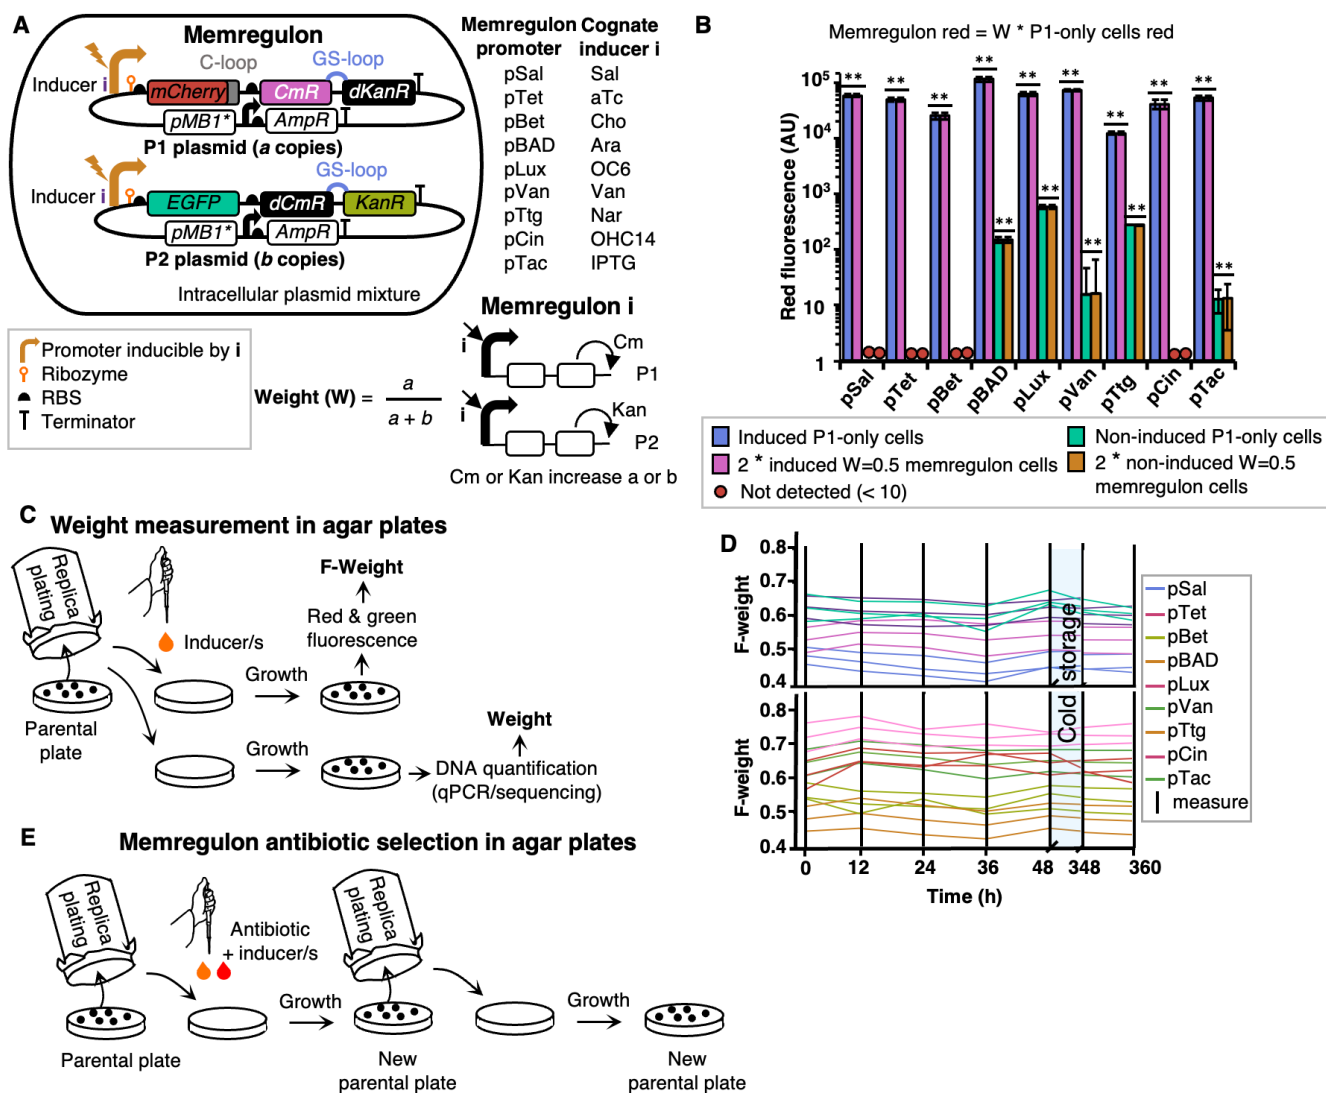 A
Memregulon
C-loop
GS-loop
Inducer i
mCherry
CmR
dKanR
pMB1*
AmpR
P1 plasmid (a copies)
GS-loop
Inducer i
EGFP
dCmR
KanR
pMB1*
AmpR
P2 plasmid (b copies)
Intracellular plasmid mixture
Memregulon Cognate
promoter inducer i
pSal Sal
pTet aTc
pBet Cho
pBAD Ara
pLux OC6
pVan Van
pTtg Nar
pCin OHC14
pTac IPTG
Promoter inducible by i
Ribozyme
RBS
Terminator
Weight (W) =
a
a + b
Memregulon i
i
Cm
P1
i
Kan
P2
Cm or Kan increase a or b
B
Memregulon red = W * P1-only cells red
Red fluorescence (AU)
10^5
10^4
10^3
10^2
10
1
** ** ** ** ** ** ** ** **
** ** ** ** **
pSal pTet pBet pBAD pLux pVan pTtg pCin pTac
Induced P1-only cells
2 * induced W=0.5 memregulon cells
Not detected (< 10)
Non-induced P1-only cells
2 * non-induced W=0.5
memregulon cells
C
Weight measurement in agar plates
Replica
plating
Inducer/s
Parental
plate
Growth
F-Weight
Red & green
fluorescence
Growth
Weight
DNA quantification
(qPCR/sequencing)
D
F-weight
0.8
0.7
0.6
0.5
0.4
F-weight
0.8
0.7
0.6
0.5
0.4
Cold storage
0 12 24 36 48 348 360
Time (h)
pSal
pTet
pBet
pBAD
pLux
pVan
pTtg
pCin
pTac
measure
E
Memregulon antibiotic selection in agar plates
Replica
plating
Antibiotic
+ inducer/s
Parental plate
Growth
Replica
plating
New
parental plate
Growth
New
parental plate